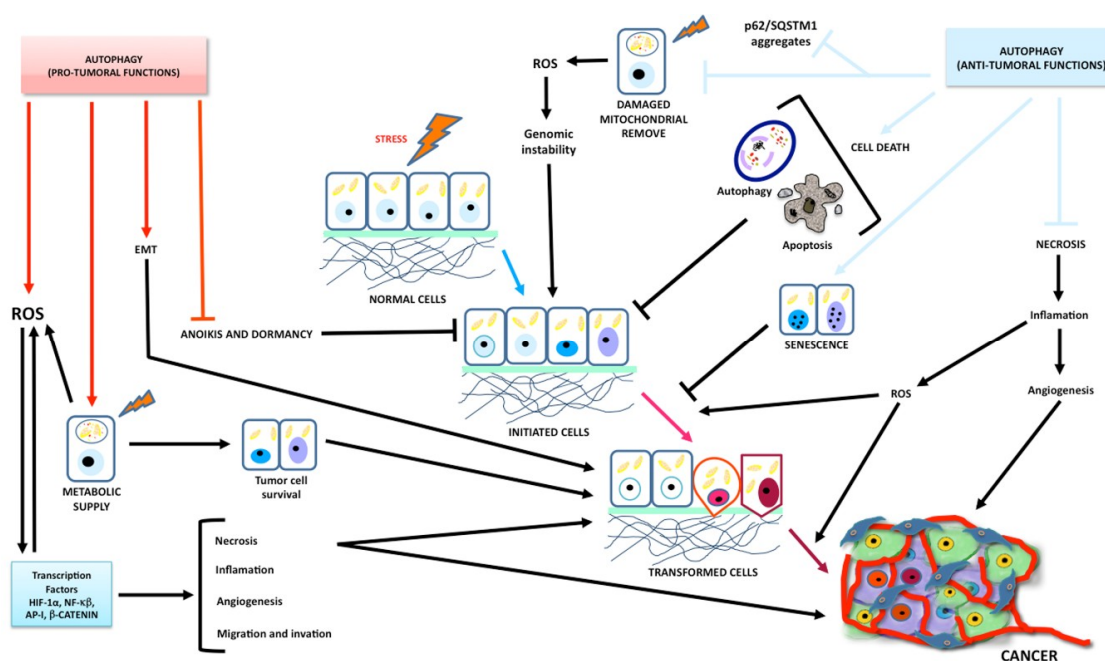 AUTOPHAGY
(PRO-TUMORAL FUNCTIONS)
p62/SQSTM1
aggregates
AUTOPHAGY
(ANTI-TUMORAL FUNCTIONS)
ROS
DAMAGED
MITOCHONDRIAL
REMOVE
STRESS
Genomic
instability
CELL DEATH
Autophagy
Apoptosis
EMT
NECROSIS
NORMAL CELLS
ROS
ANOIKIS AND DORMANCY
Inflamation
SENESCENCE
ROS
Angiogenesis
INITIATED CELLS
METABOLIC
SUPPLY
Tumor cell
survival
Necrosis
Inflamation
Angiogenesis
Migration and invation
TRANSFORMED CELLS
Transcription
Factors
HIF-1α, NF-κβ,
AP-I, β-CATENIN
CANCER